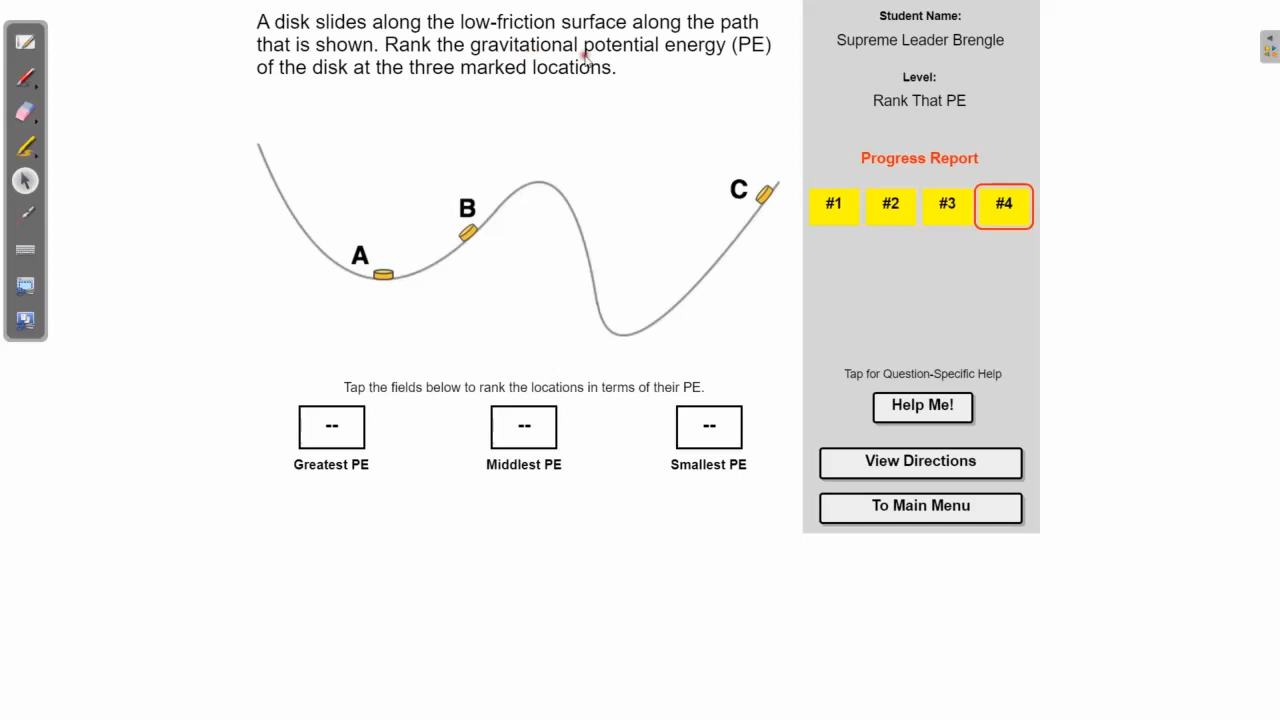 A disk slides along the low-friction surface along the path
that is shown. Rank the gravitational potential energy (PE)
of the disk at the three marked locations.
A
B
C
Tap the fields below to rank the locations in terms of their PE.
--
--
--
Greatest PE
Middlest PE
Smallest PE
Student Name:
Supreme Leader Brengle
Level:
Rank That PE
Progress Report
#1
#2
#3
#4
Tap for Question-Specific Help
Help Me!
View Directions
To Main Menu